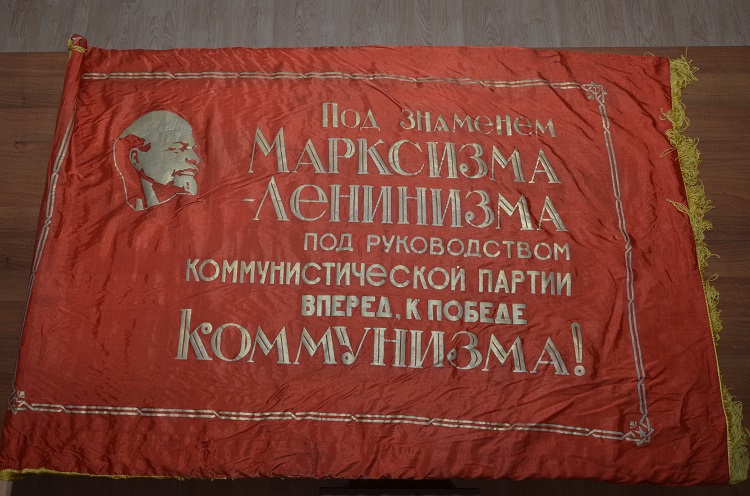 Под знаменем
Марксизма
-Ленинизма
под руководством
коммунистической партии
вперед, к победе
коммунизма!